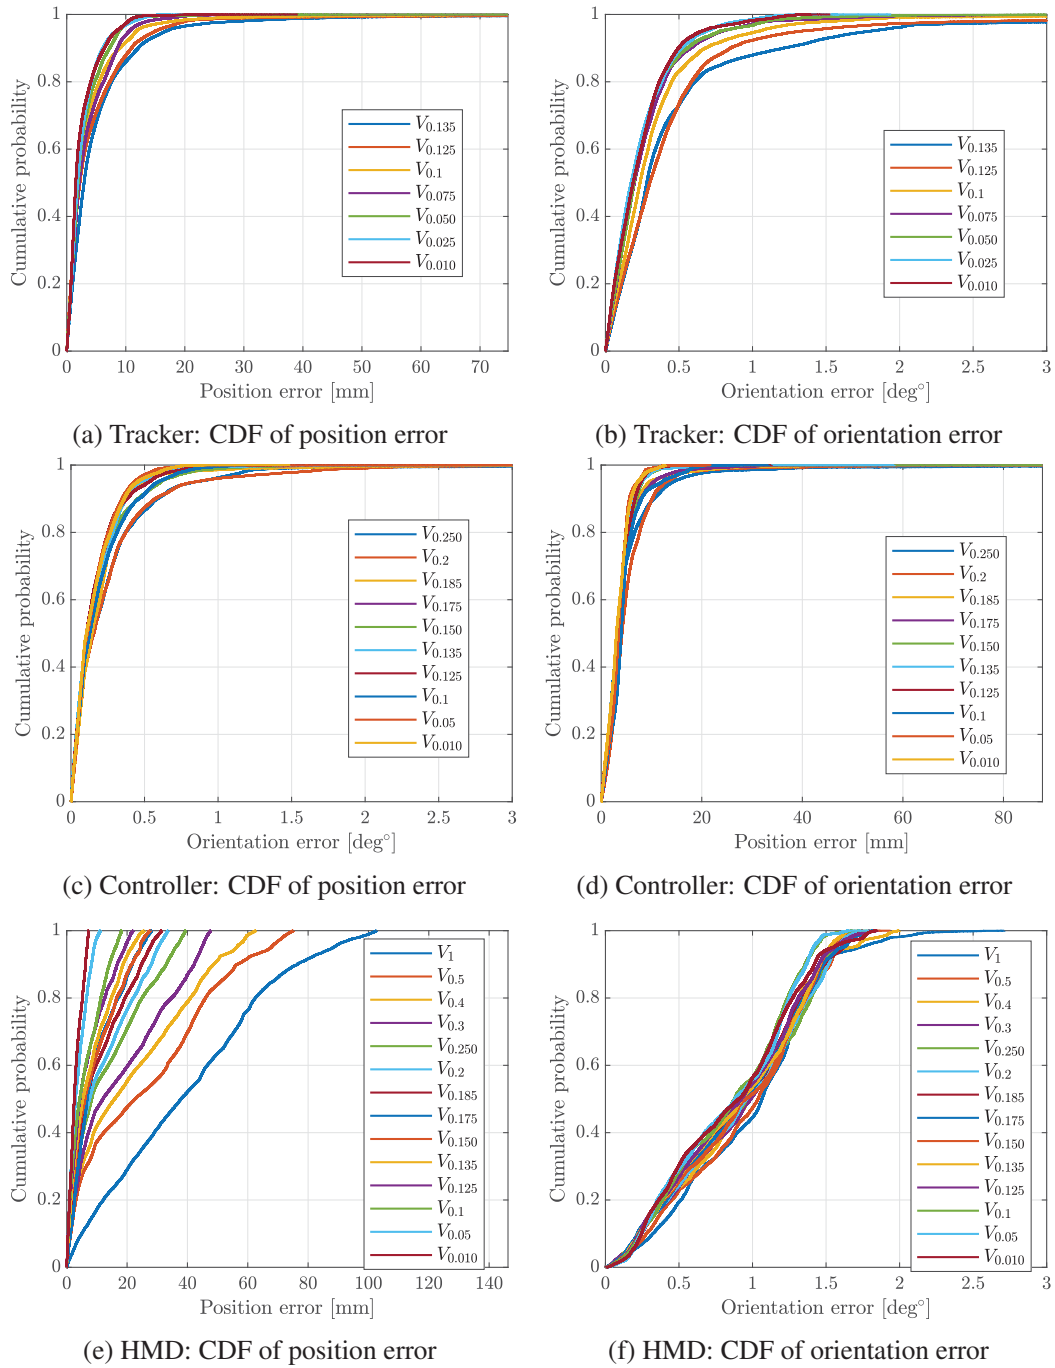 Cumulative probability
1
0.8
0.6
0.4
0.2
0
0 10 20 30 40 50 60 70
Position error [mm]
V0.135
V0.125
V0.1
V0.075
V0.050
V0.025
V0.010
(a) Tracker: CDF of position error
Cumulative probability
1
0.8
0.6
0.4
0.2
0
0 0.5 1 1.5 2 2.5 3
Orientation error [deg°]
V0.135
V0.125
V0.1
V0.075
V0.050
V0.025
V0.010
(b) Tracker: CDF of orientation error
Cumulative probability
1
0.8
0.6
0.4
0.2
0
0 0.5 1 1.5 2 2.5 3
Orientation error [deg°]
V0.250
V0.2
V0.185
V0.175
V0.150
V0.135
V0.125
V0.1
V0.05
V0.010
(c) Controller: CDF of position error
Cumulative probability
1
0.8
0.6
0.4
0.2
0
0 20 40 60 80
Position error [mm]
V0.250
V0.2
V0.185
V0.175
V0.150
V0.135
V0.125
V0.1
V0.05
V0.010
(d) Controller: CDF of orientation error
Cumulative probability
1
0.8
0.6
0.4
0.2
0
0 20 40 60 80 100 120 140
Position error [mm]
V1
V0.5
V0.4
V0.3
V0.250
V0.2
V0.185
V0.175
V0.150
V0.135
V0.125
V0.1
V0.05
V0.010
(e) HMD: CDF of position error
Cumulative probability
1
0.8
0.6
0.4
0.2
0
0 0.5 1 1.5 2 2.5 3
Orientation error [deg°]
V1
V0.5
V0.4
V0.3
V0.250
V0.2
V0.185
V0.175
V0.150
V0.135
V0.125
V0.1
V0.05
V0.010
(f) HMD: CDF of orientation error